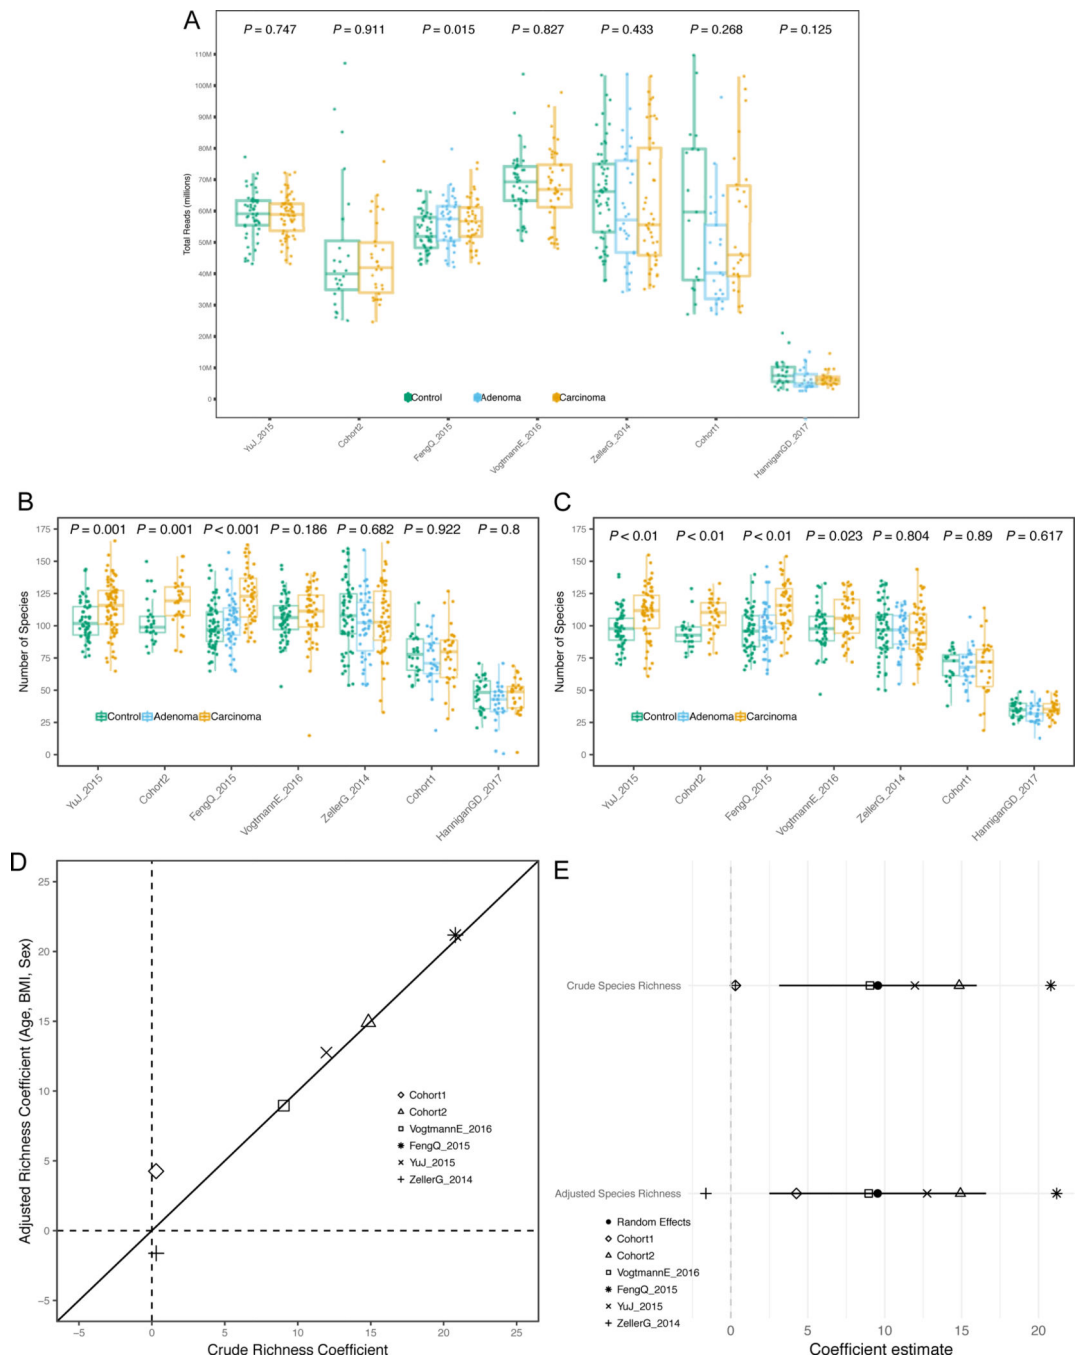 A
P = 0.747 P = 0.911 P = 0.015 P = 0.827 P = 0.433 P = 0.268 P = 0.125
110M
100M
90M
80M
70M
60M
50M
40M
30M
20M
10M
0
Total Reads (millions)
Control Adenoma Carcinoma
YuJ_2015 Cohort2 FengQ_2015 VogtmannE_2016 ZellerG_2014 Cohort1 HanniganGD_2017
B
P = 0.001 P = 0.001 P < 0.001 P = 0.186 P = 0.682 P = 0.922 P = 0.8
175
150
125
100
75
50
25
0
Number of Species
Control Adenoma Carcinoma
YuJ_2015 Cohort2 FengQ_2015 VogtmannE_2016 ZellerG_2014 Cohort1 HanniganGD_2017
C
P < 0.01 P < 0.01 P < 0.01 P = 0.023 P = 0.804 P = 0.89 P = 0.617
175
150
125
100
75
50
25
0
Number of Species
Control Adenoma Carcinoma
YuJ_2015 Cohort2 FengQ_2015 VogtmannE_2016 ZellerG_2014 Cohort1 HanniganGD_2017
D
25
20
15
10
5
0
−5
Adjusted Richness Coefficient (Age, BMI, Sex)
Cohort1
Cohort2
VogtmannE_2016
FengQ_2015
YuJ_2015
ZellerG_2014
−5 0 5 10 15 20 25
Crude Richness Coefficient
E
Crude Species Richness
Adjusted Species Richness
Random Effects
Cohort1
Cohort2
VogtmannE_2016
FengQ_2015
YuJ_2015
ZellerG_2014
0 5 10 15 20
Coefficient estimate